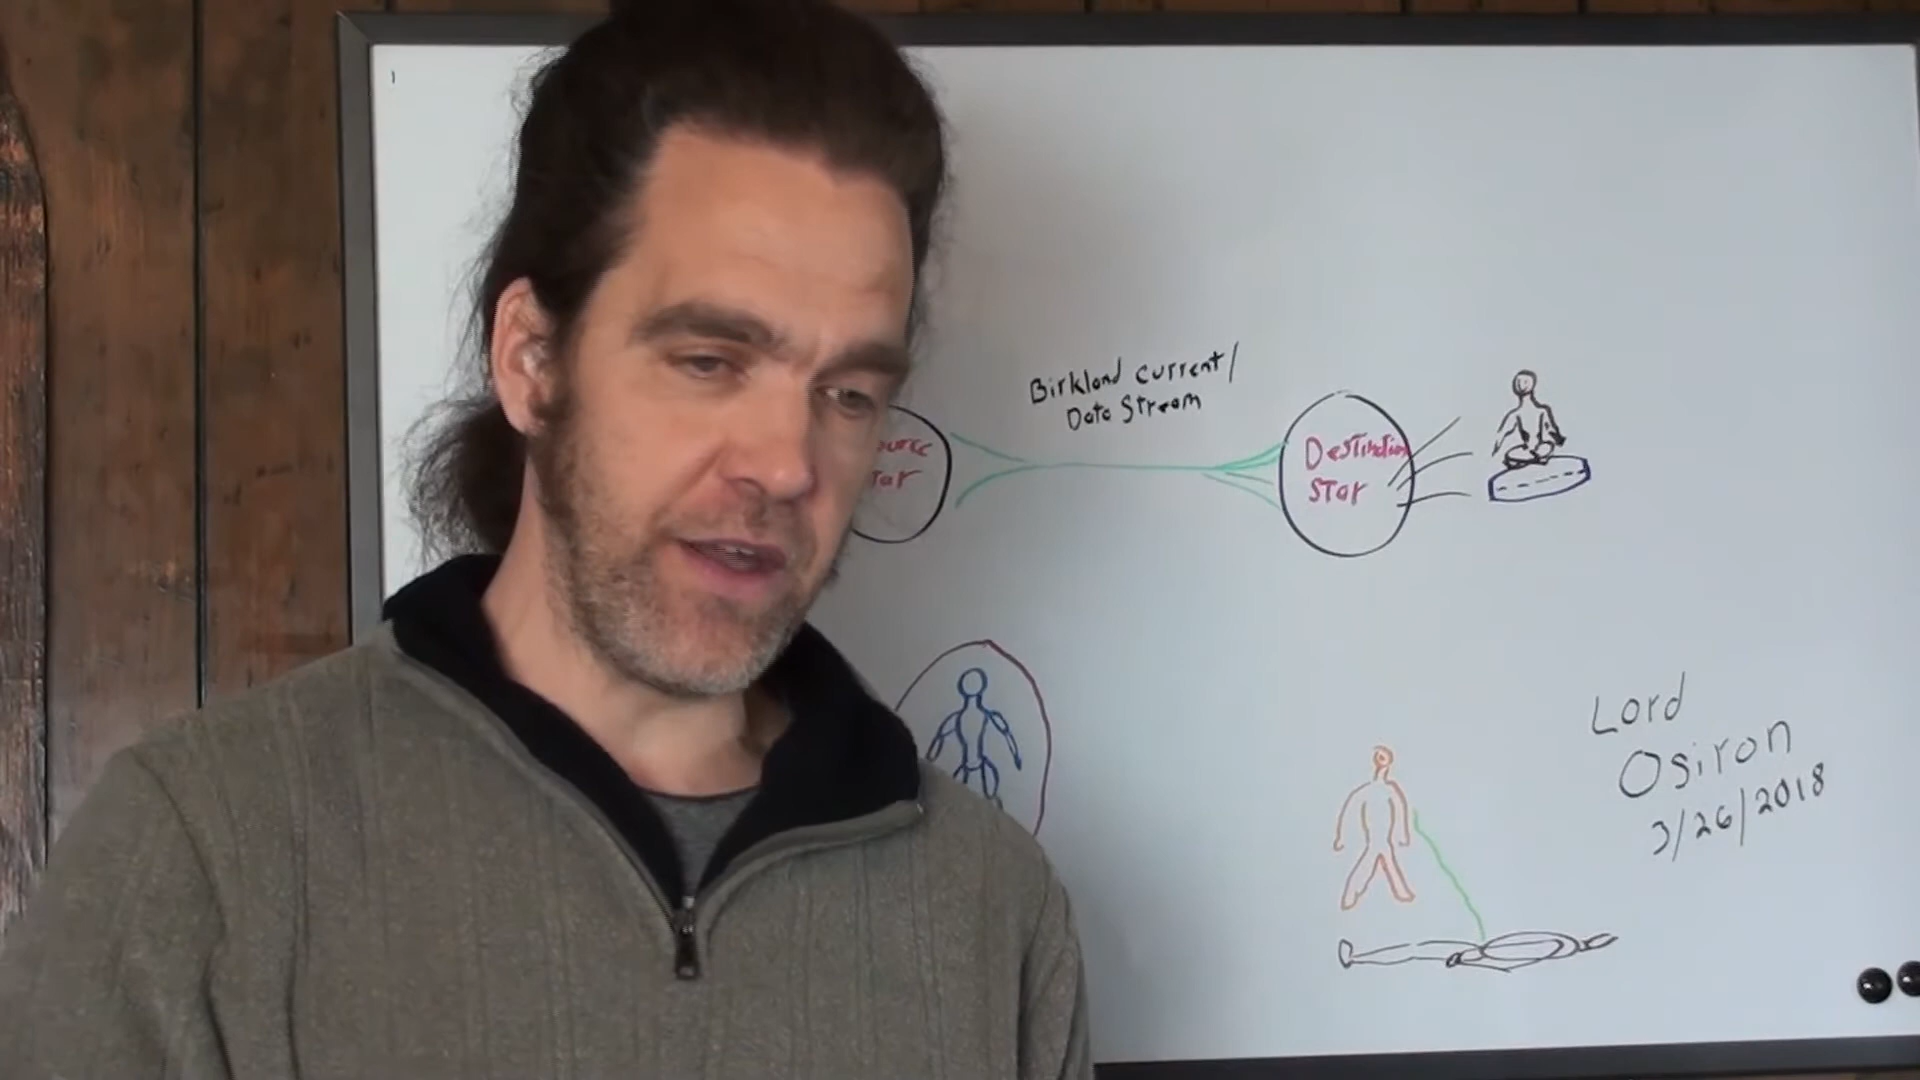 Birkland current/
Data Stream
Destination
Star
Lord
Osiron
3/26/2018